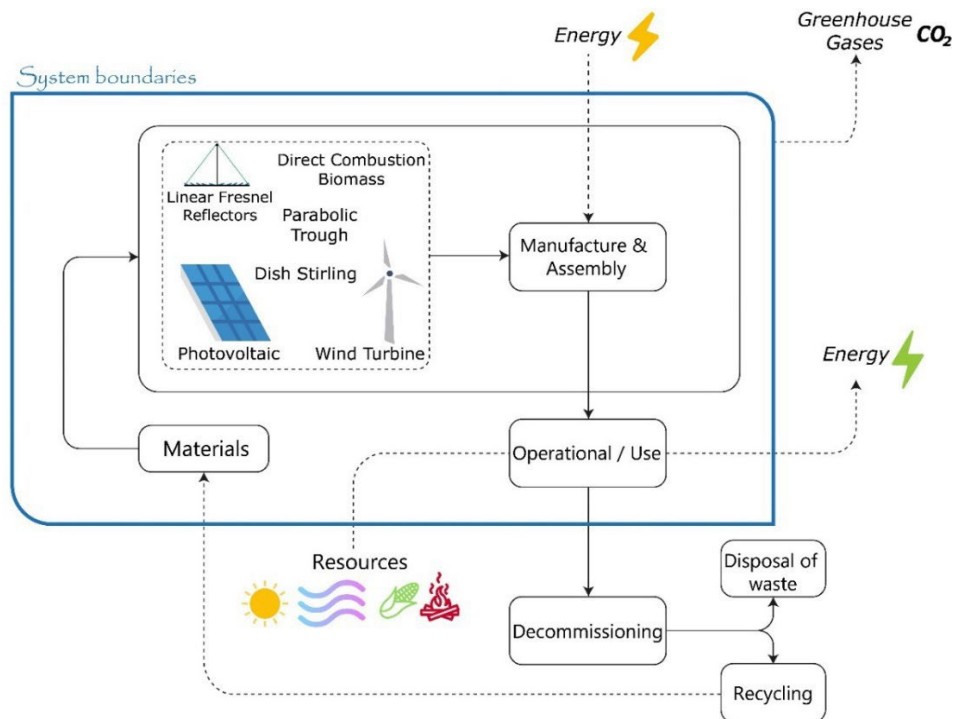 Energy
Greenhouse
Gases CO₂
System boundaries
Direct Combustion
Biomass
Linear Fresnel
Reflectors
Parabolic
Trough
Manufacture &
Assembly
Dish Stirling
Photovoltaic
Wind Turbine
Energy
Materials
Operational / Use
Resources
Disposal of
waste
Decommissioning
Recycling